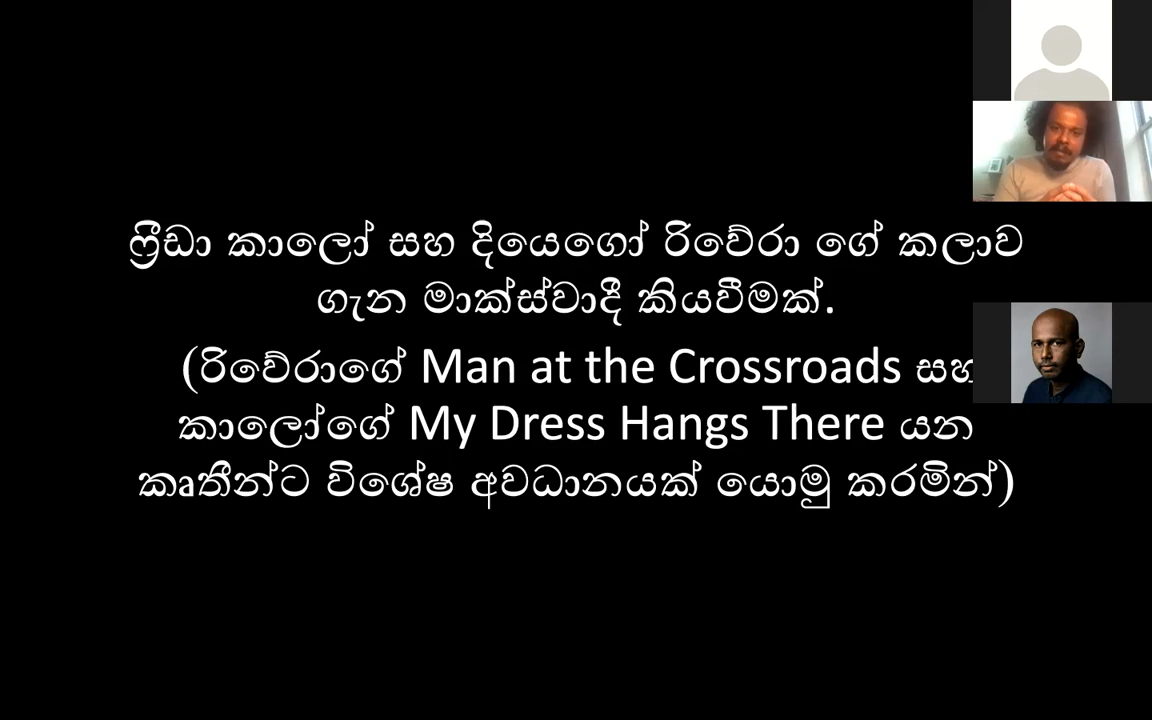 ෆ්‍රීඩා කාලෝ සහ දියෙගෝ රිවේරා ගේ කලාව
ගැන මාක්ස්වාදී කියවීමක්.
(රිවේරාගේ Man at the Crossroads සහ
කාලෝගේ My Dress Hangs There යන
කෘතීන්ට විශේෂ අවධානයක් යොමු කරමින්)